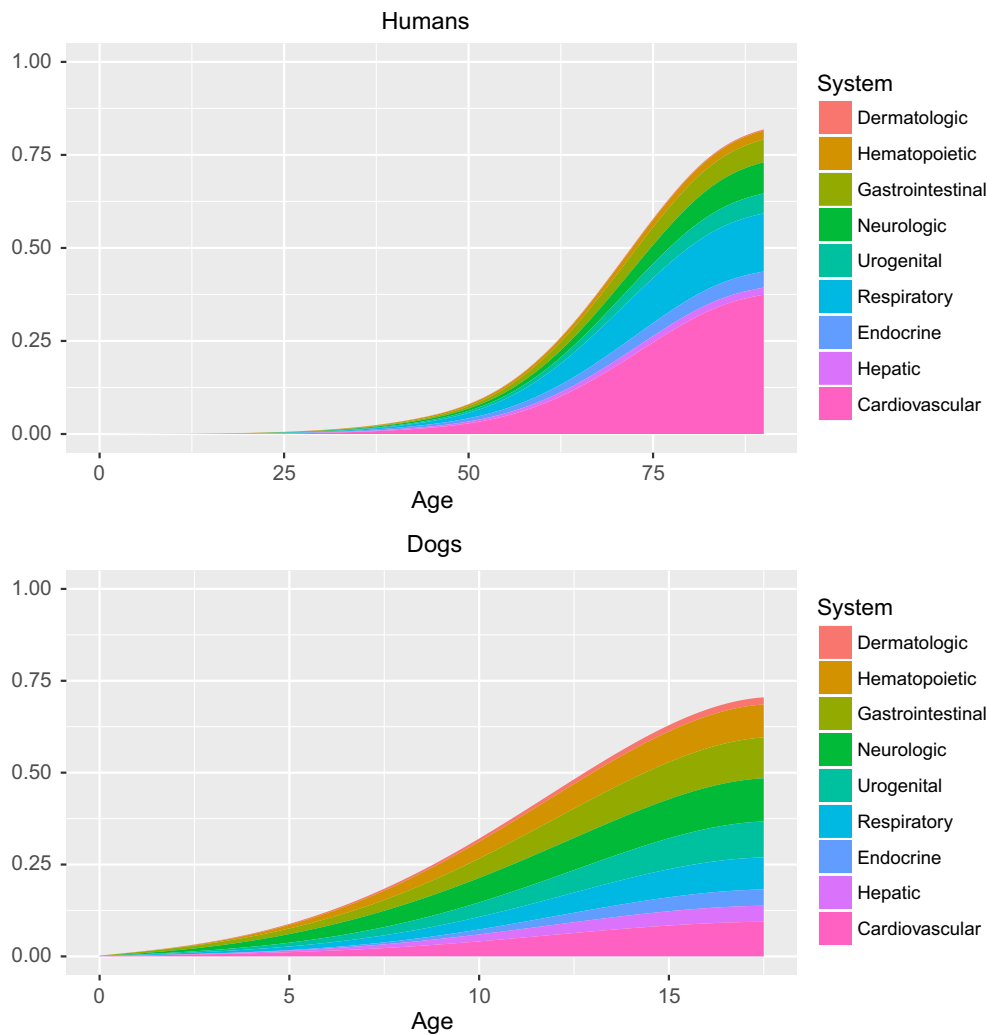 Humans
1.00
0.75
0.50
0.25
0.00
0 25 50 75
Age
System
Dermatologic
Hematopoietic
Gastrointestinal
Neurologic
Urogenital
Respiratory
Endocrine
Hepatic
Cardiovascular
Dogs
1.00
0.75
0.50
0.25
0.00
0 5 10 15
Age
System
Dermatologic
Hematopoietic
Gastrointestinal
Neurologic
Urogenital
Respiratory
Endocrine
Hepatic
Cardiovascular